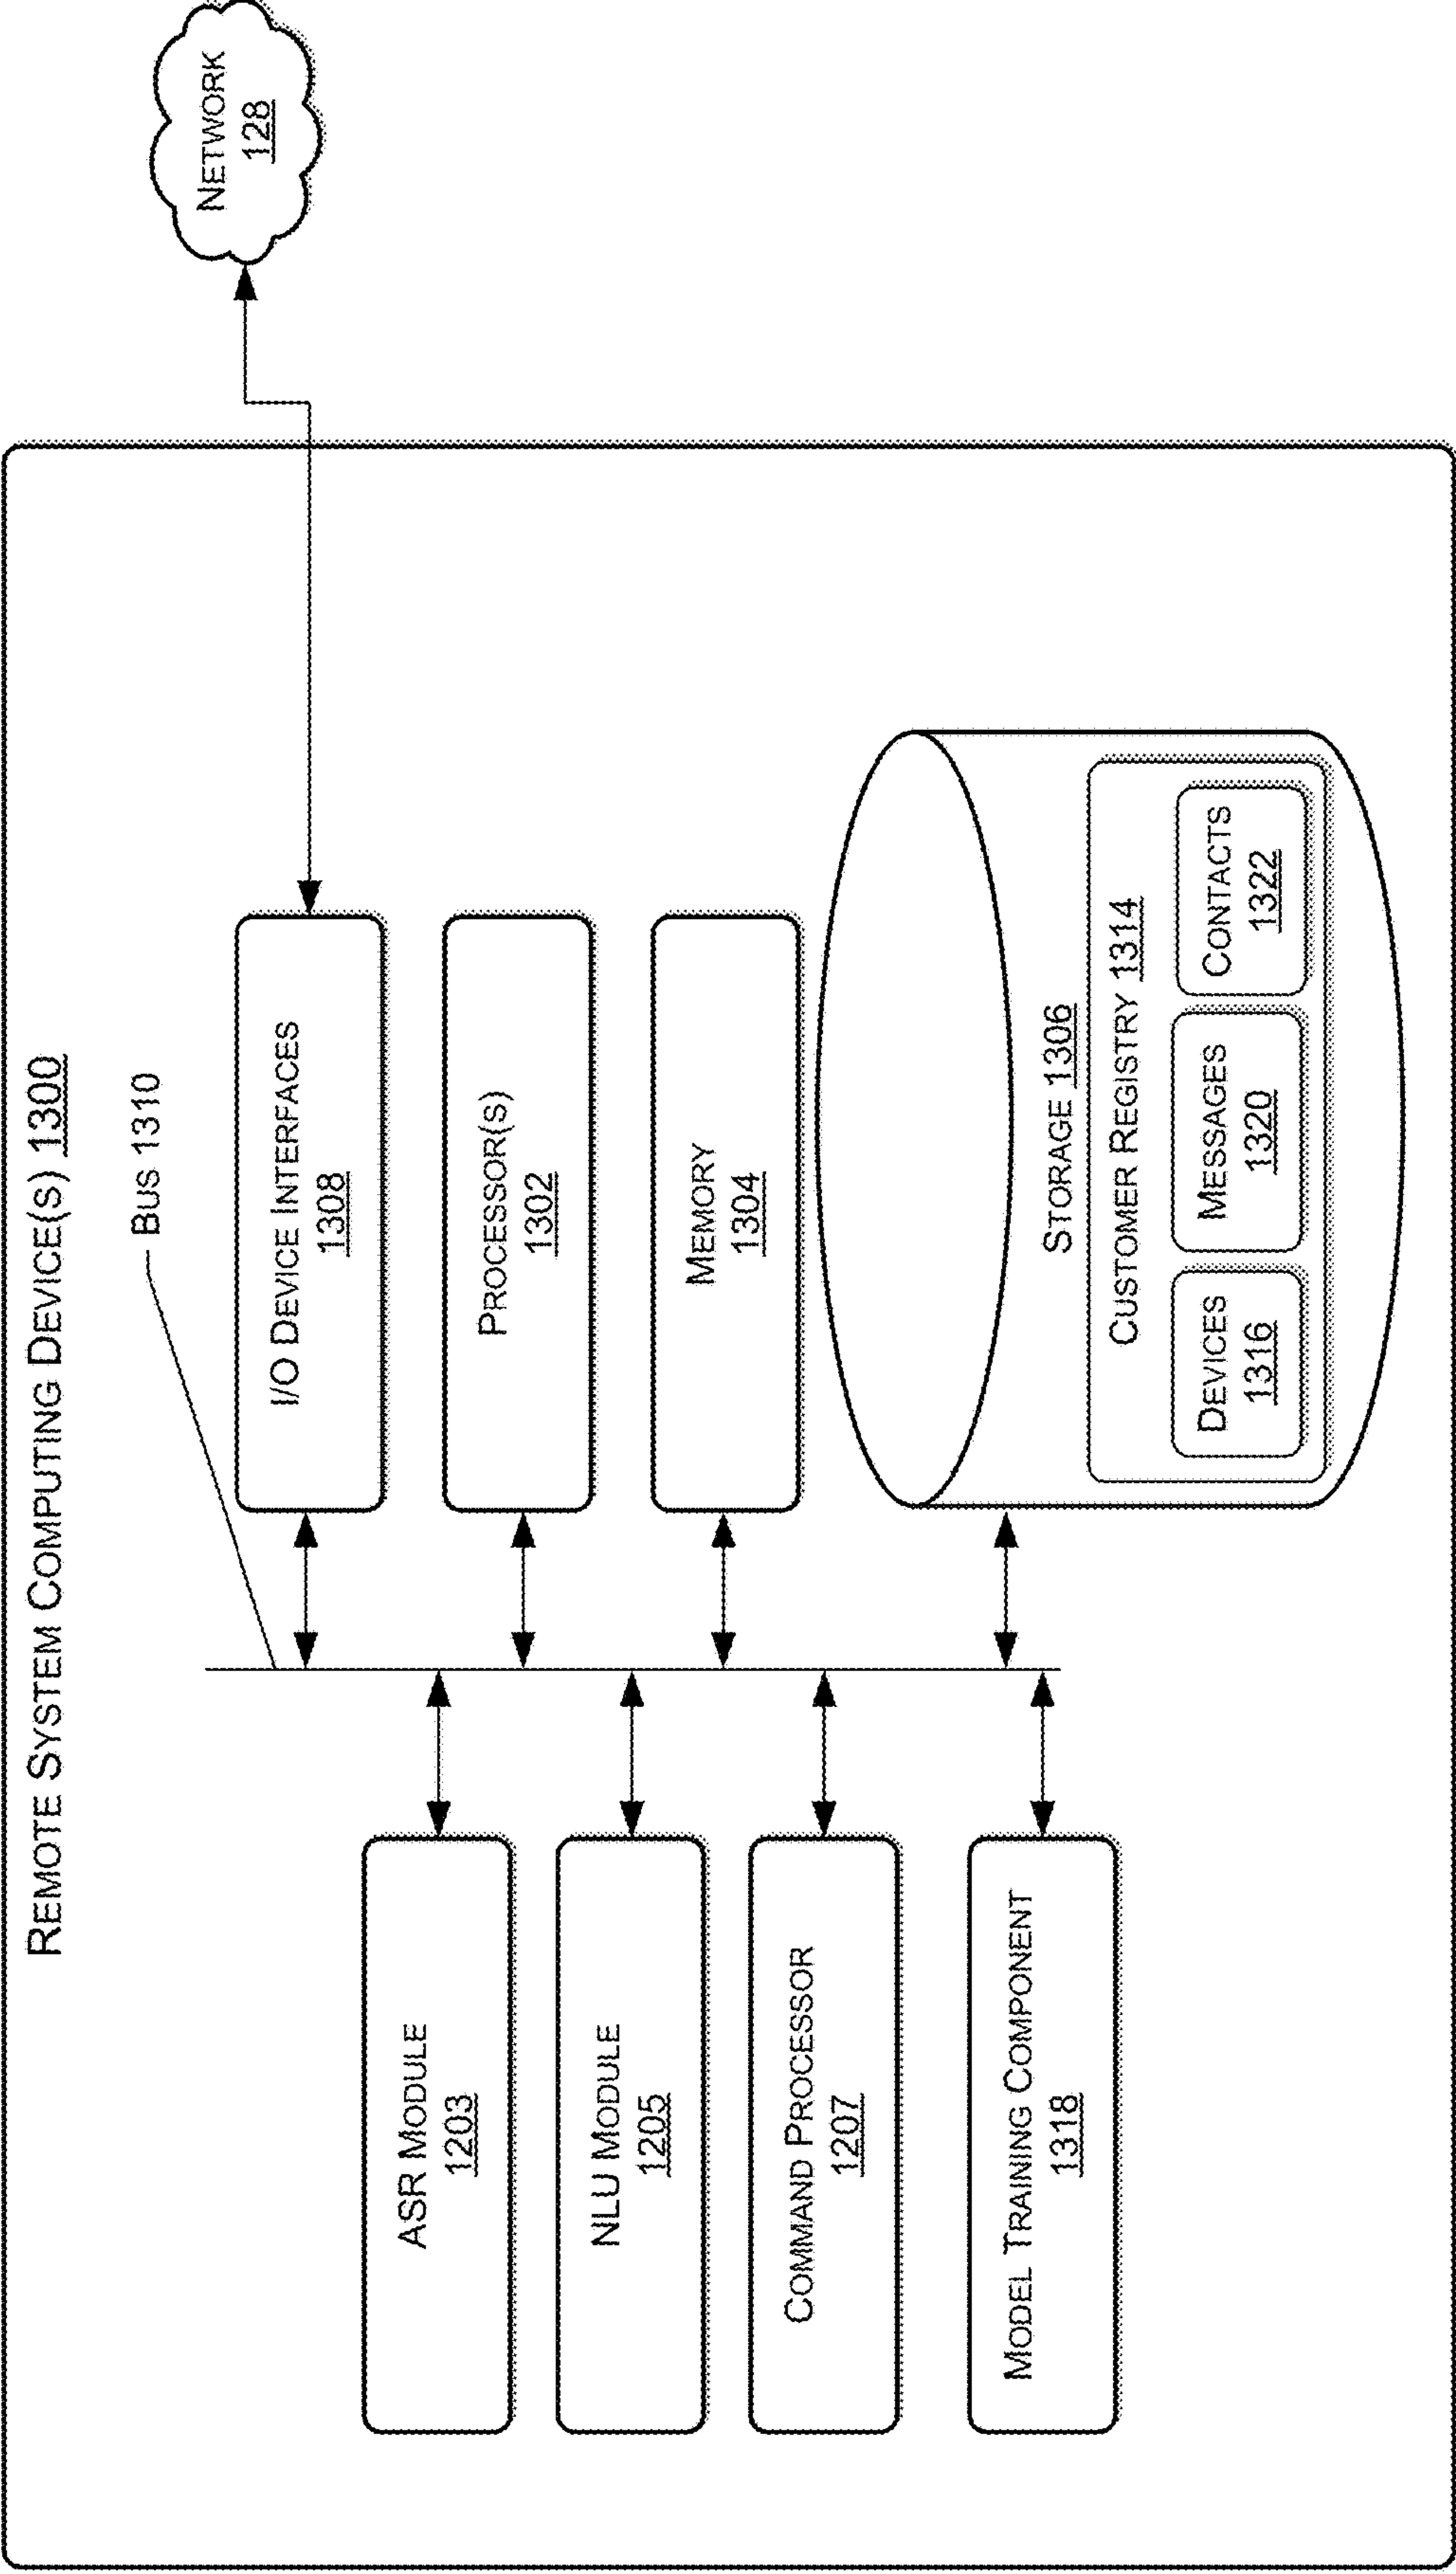 REMOTE SYSTEM COMPUTING DEVICE(S) 1300
BUS 1310
NETWORK
128
I/O DEVICE INTERFACES
1308
ASR MODULE
1203
PROCESSOR(S)
1302
NLU MODULE
1205
MEMORY
1304
COMMAND PROCESSOR
1207
MODEL TRAINING COMPONENT
1318
STORAGE 1306
CUSTOMER REGISTRY 1314
DEVICES
1316
MESSAGES
1320
CONTACTS
1322